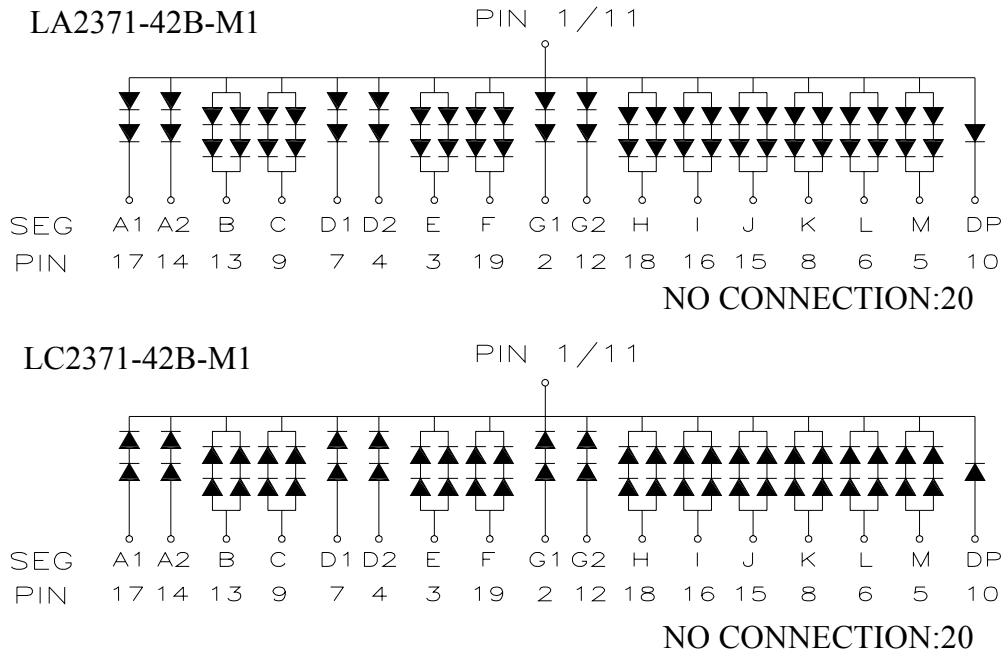 LA2371-42B-M1
PIN 1/11
SEG A1 A2 B C D1 D2 E F G1 G2 H I J K L M DP
PIN 17 14 13 9 7 4 3 19 2 12 18 16 15 8 6 5 10
NO CONNECTION:20
LC2371-42B-M1
PIN 1/11
SEG A1 A2 B C D1 D2 E F G1 G2 H I J K L M DP
PIN 17 14 13 9 7 4 3 19 2 12 18 16 15 8 6 5 10
NO CONNECTION:20